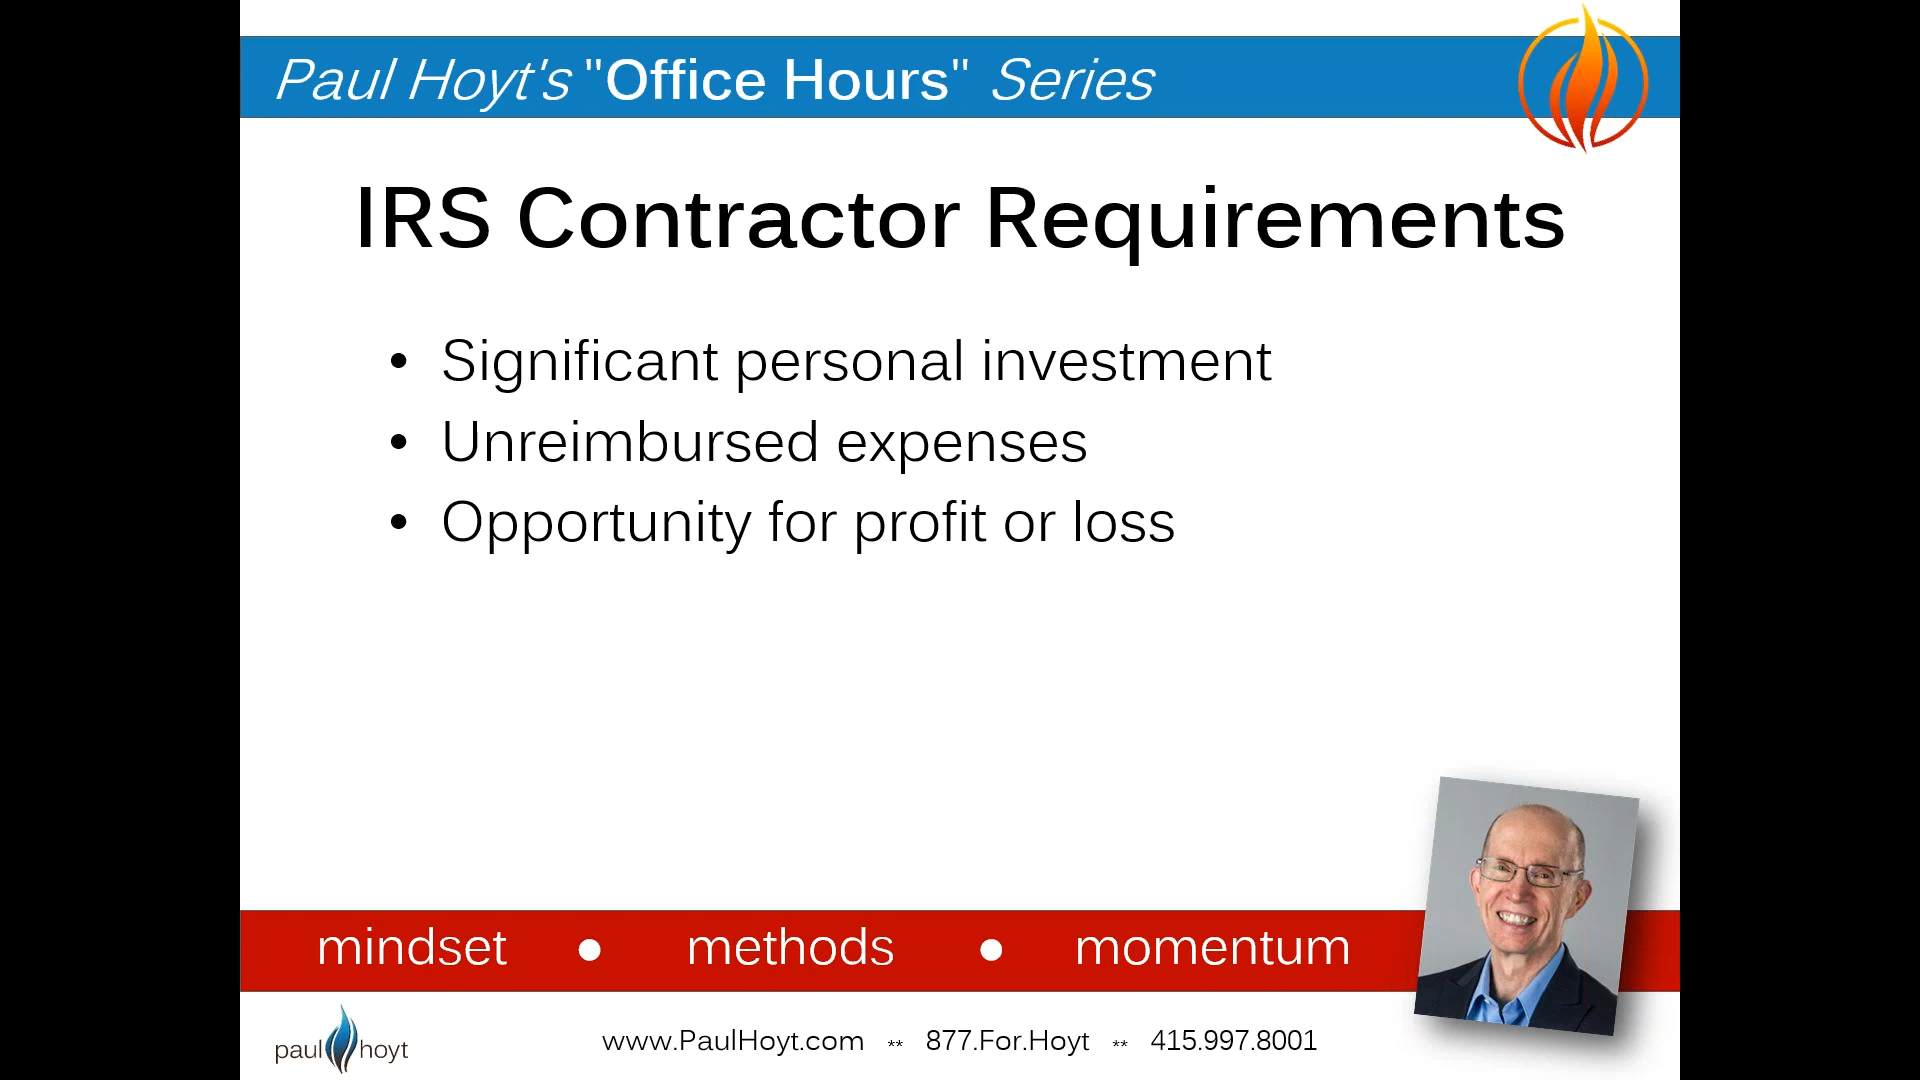 Paul Hoyt's "Office Hours" Series
IRS Contractor Requirements
• Significant personal investment
• Unreimbursed expenses
• Opportunity for profit or loss
mindset ● methods ● momentum
paul hoyt
www.PaulHoyt.com ** 877.For.Hoyt ** 415.997.8001